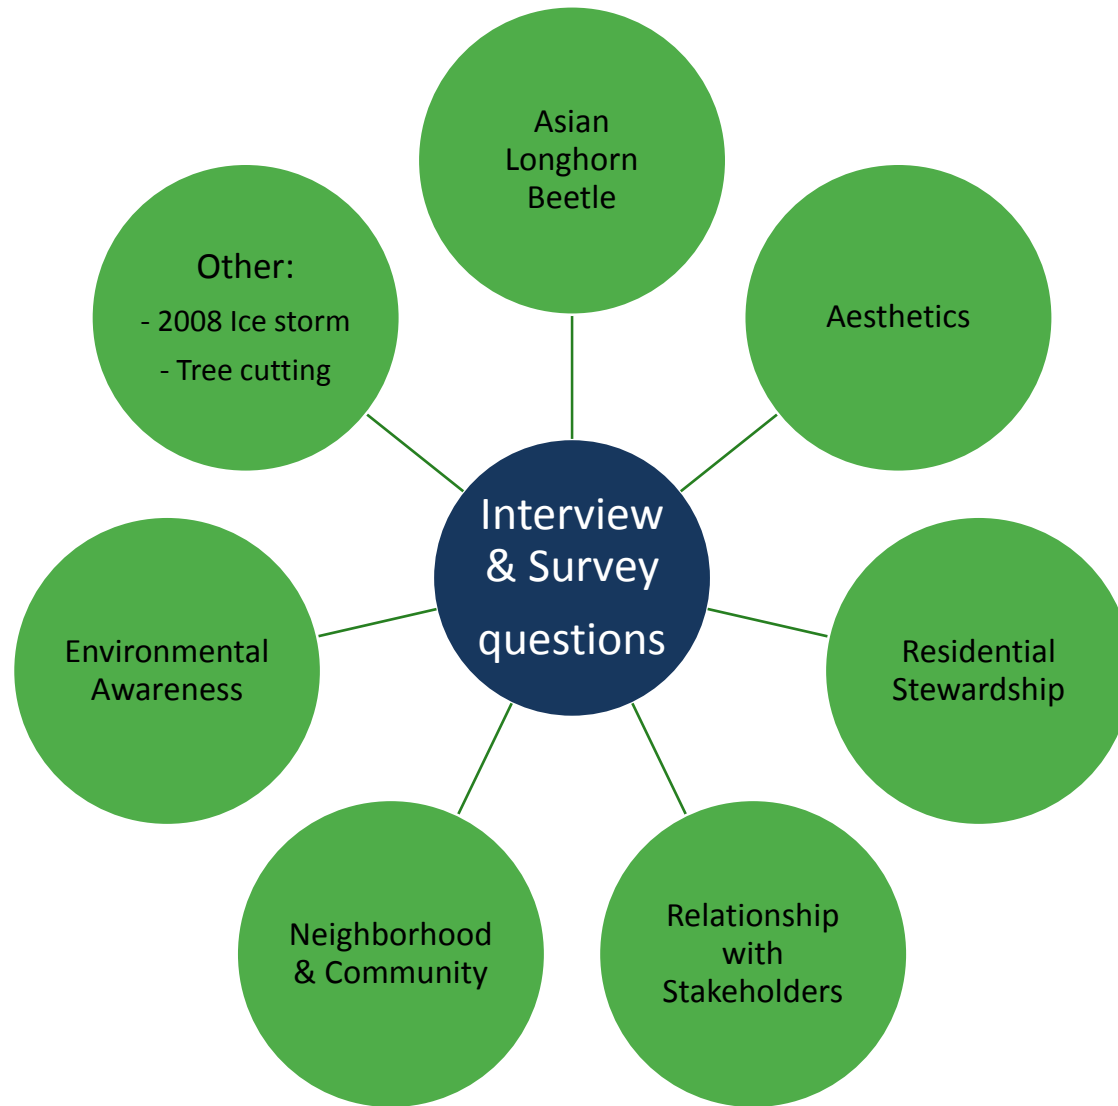 Asian
Longhorn
Beetle
Aesthetics
Residential
Stewardship
Relationship
with
Stakeholders
Neighborhood
& Community
Environmental
Awareness
Other:
- 2008 Ice storm
- Tree cutting
Interview
& Survey
questions